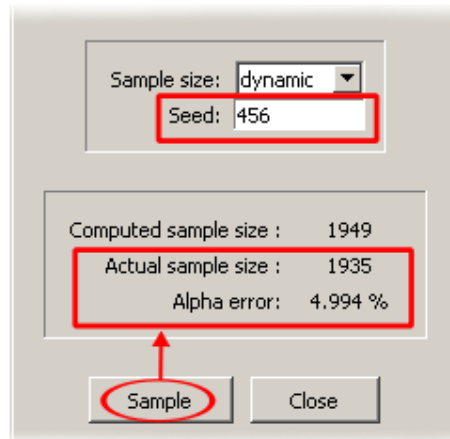 Sample size: dynamic
Seed: 456
Computed sample size : 1949
Actual sample size : 1935
Alpha error: 4.994 %
Sample Close